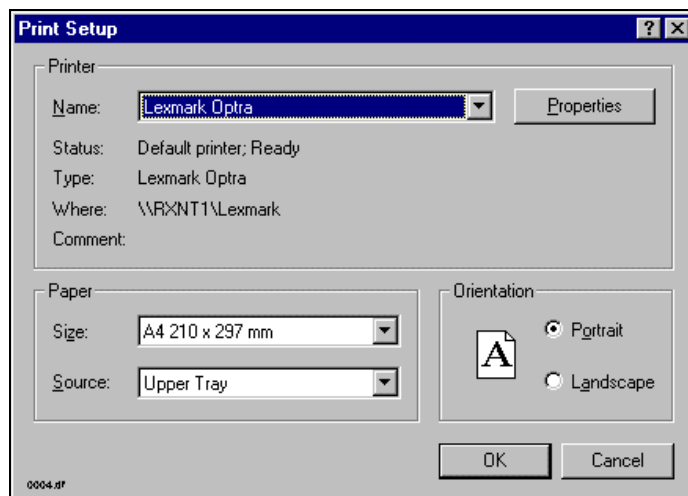 Print Setup
Printer
Name: Lexmark Optra Properties
Status: Default printer; Ready
Type: Lexmark Optra
Where: \\RXNT1\Lexmark
Comment:
Paper
Size: A4 210 x 297 mm
Source: Upper Tray
Orientation
A
Portrait
Landscape
OK Cancel
0004.tif